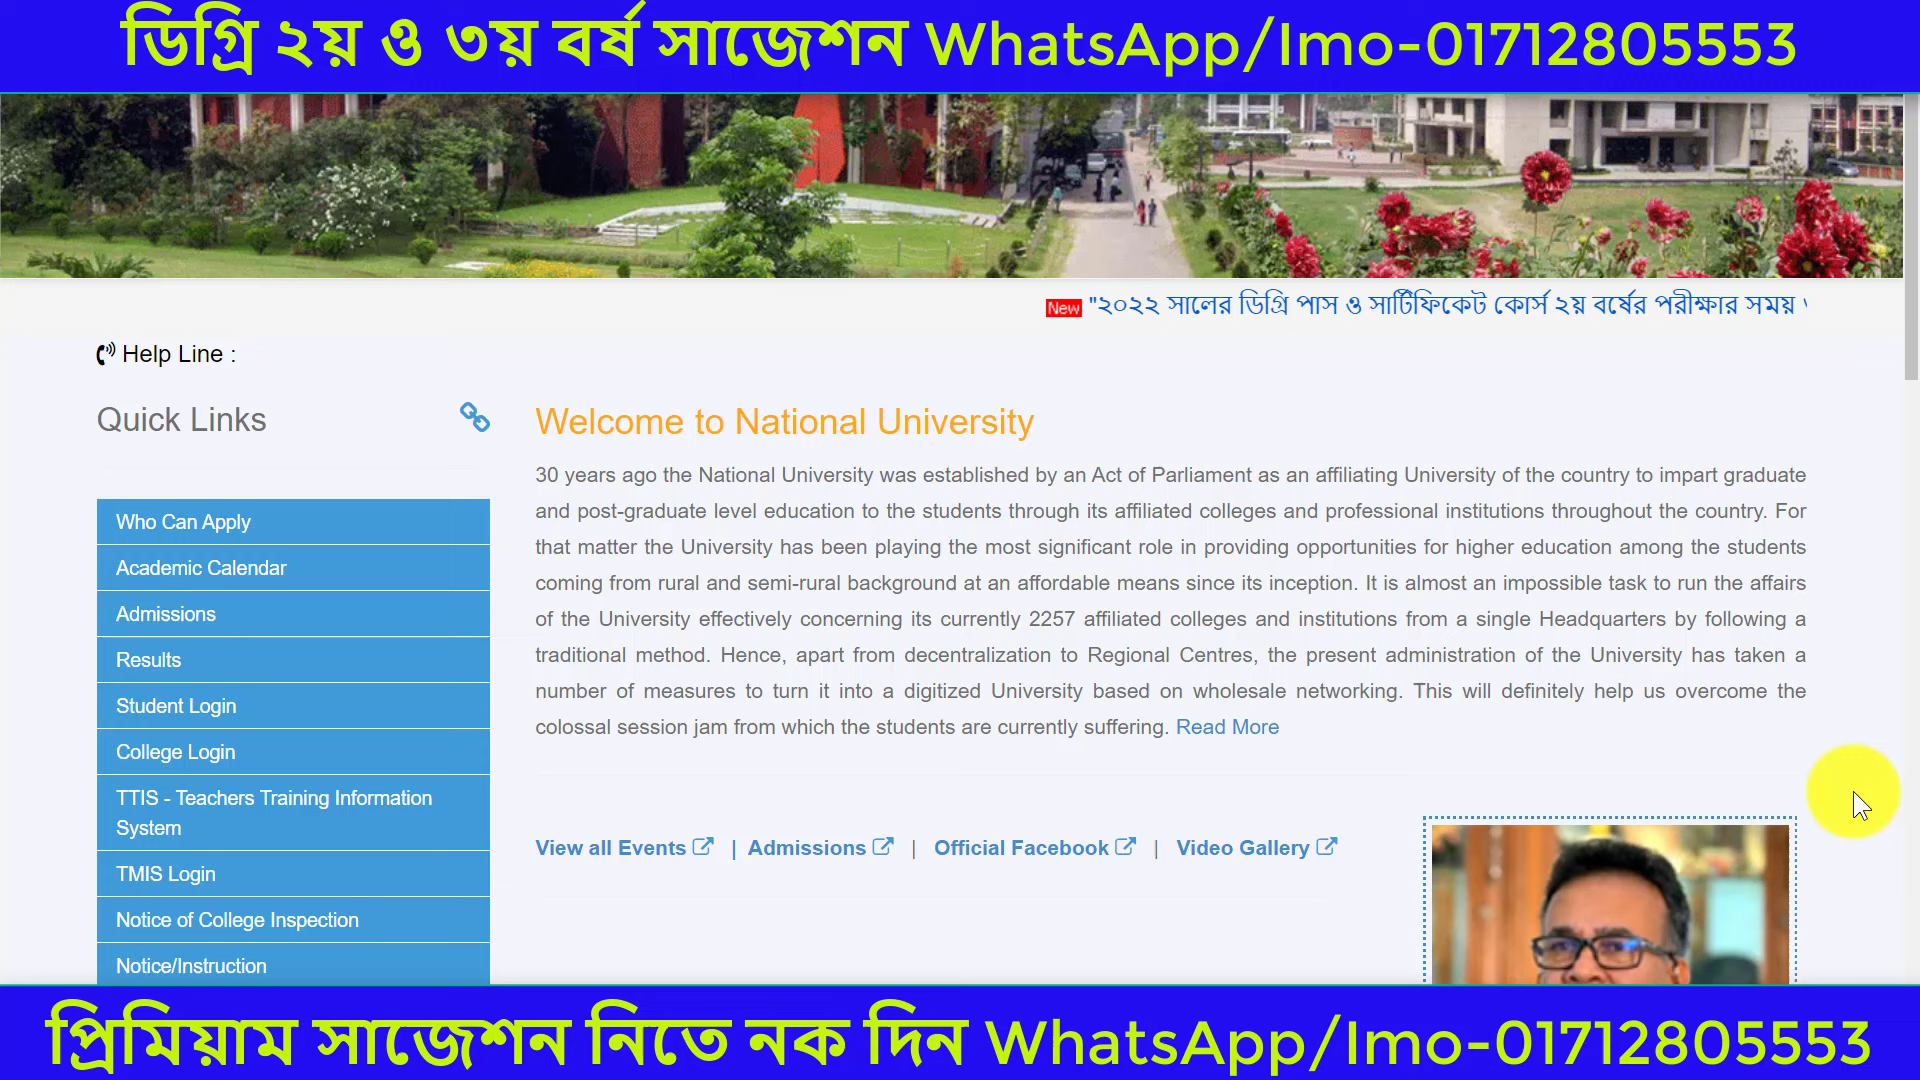 ডিগ্রি ২য় ও ৩য় বর্ষ সাজেশন WhatsApp/Imo-01712805553
New "২০২২ সালের ডিগ্রি পাস ও সার্টিফিকেট কোর্স ২য় বর্ষের পরীক্ষার সময়
Help Line :
Quick Links
Who Can Apply
Academic Calendar
Admissions
Results
Student Login
College Login
TTIS - Teachers Training Information
System
TMIS Login
Notice of College Inspection
Notice/Instruction
Welcome to National University
30 years ago the National University was established by an Act of Parliament as an affiliating University of the country to impart graduate
and post-graduate level education to the students through its affiliated colleges and professional institutions throughout the country. For
that matter the University has been playing the most significant role in providing opportunities for higher education among the students
coming from rural and semi-rural background at an affordable means since its inception. It is almost an impossible task to run the affairs
of the University effectively concerning its currently 2257 affiliated colleges and institutions from a single Headquarters by following a
traditional method. Hence, apart from decentralization to Regional Centres, the present administration of the University has taken a
number of measures to turn it into a digitized University based on wholesale networking. This will definitely help us overcome the
colossal session jam from which the students are currently suffering. Read More
View all Events | Admissions | Official Facebook | Video Gallery
প্রিমিয়াম সাজেশন নিতে নক দিন WhatsApp/Imo-01712805553